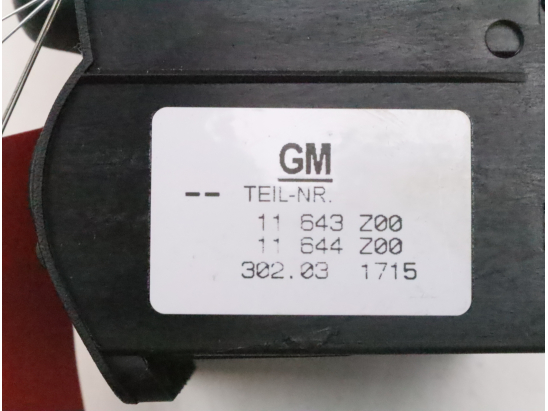 GM
-- TEIL-NR.
11 643 Z00
11 644 Z00
302.03 1715